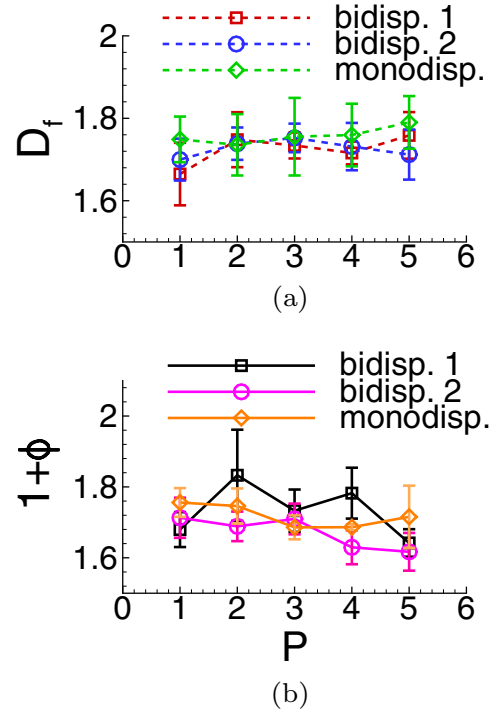 bidisp. 1
bidisp. 2
monodisp.
2
1.8
1.6
D_f
0 1 2 3 4 5 6
(a)
bidisp. 1
bidisp. 2
monodisp.
2
1.8
1.6
1+ϕ
0 1 2 3 4 5 6
P
(b)